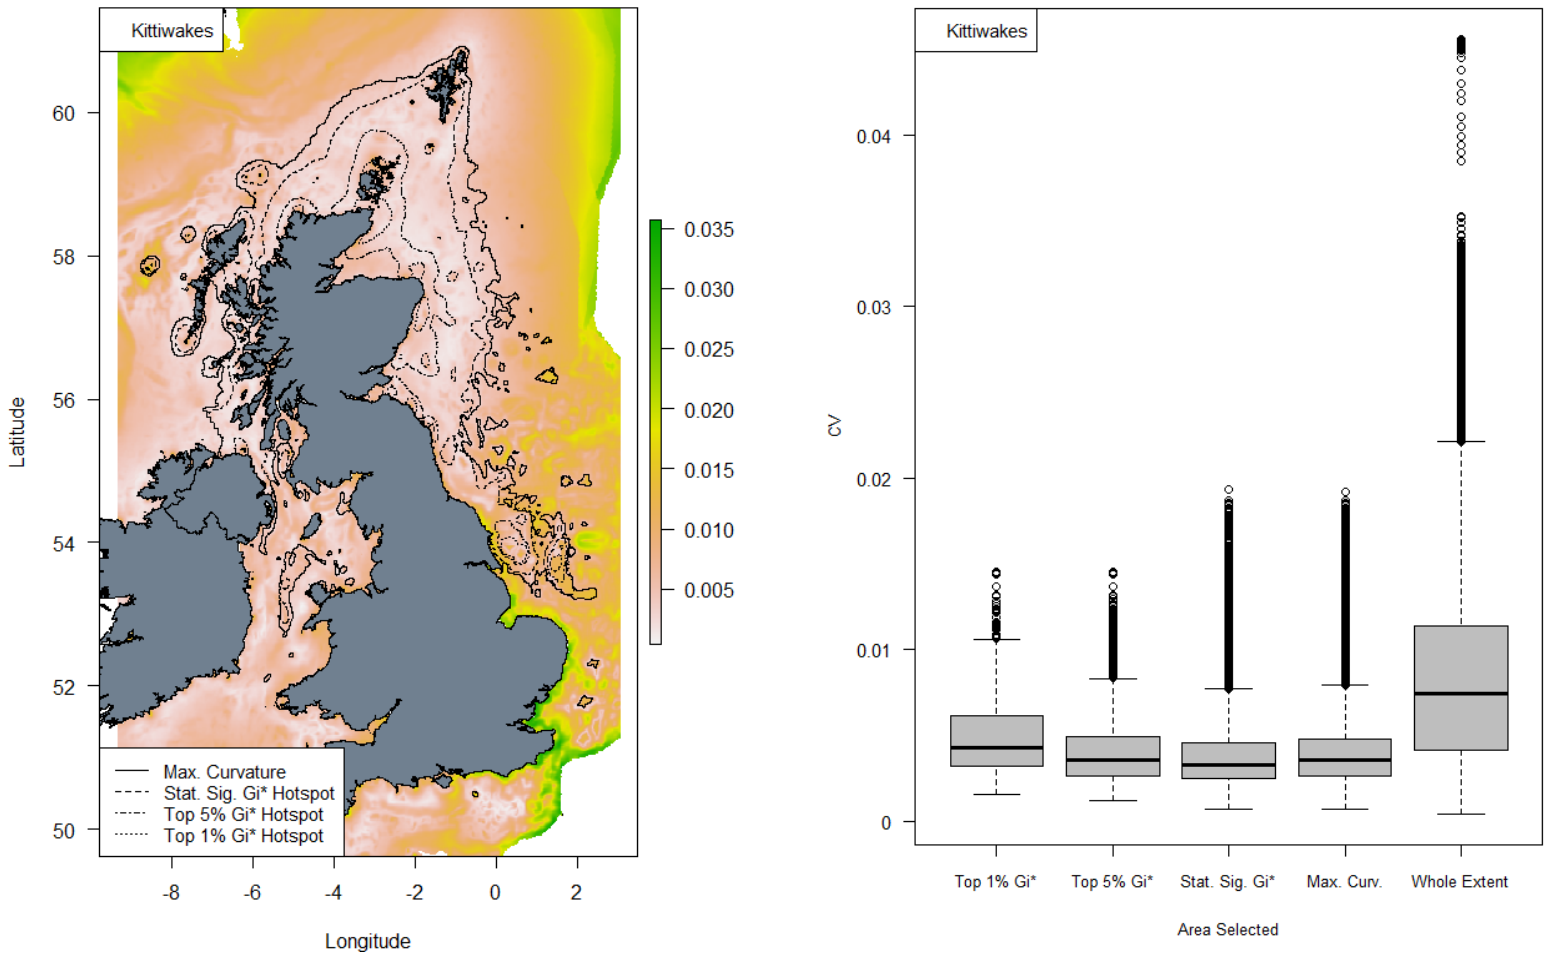 Kittiwakes
60
58
56
54
52
50
Latitude
-8
-6
-4
-2
0
2
Longitude
Max. Curvature
Stat. Sig. Gi* Hotspot
Top 5% Gi* Hotspot
Top 1% Gi* Hotspot
0.035
0.030
0.025
0.020
0.015
0.010
0.005
Kittiwakes
0.04
0.03
0.02
0.01
0
CV
Top 1% Gi*
Top 5% Gi*
Stat. Sig. Gi*
Max. Curv.
Whole Extent
Area Selected